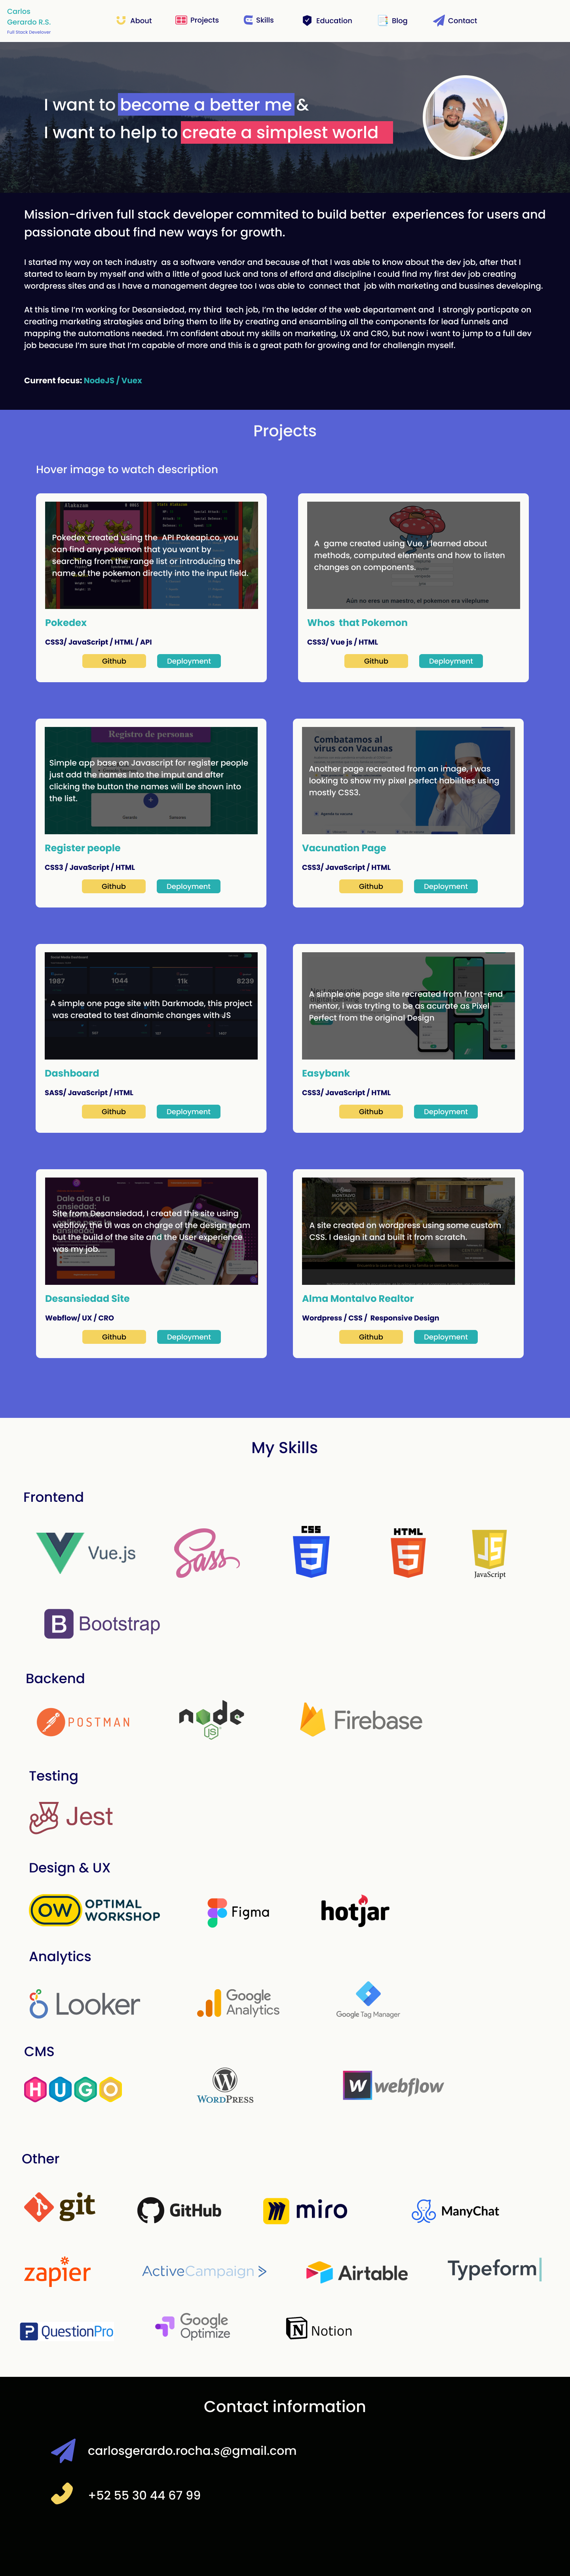 Carlos
Gerardo R.S.
Full Stack Develover
About
Projects
Skills
Education
Blog
Contact
I want to become a better me &
I want to help to create a simplest world
Mission-driven full stack developer commited to build better experiences for users and
passionate about find new ways for growth.
I started my way on tech industry as a software vendor and because of that I was able to know about the dev job, after that I
started to learn by myself and with a little of good luck and tons of efford and discipline I could find my first dev job creating
wordpress sites and as I have a management degree too I was able to connect that job with marketing and bussines developing.
At this time I'm working for Desansiedad, my third tech job, I'm the ledder of the web departament and I strongly particpate on
creating marketing strategies and bring them to life by creating and ensambling all the components for lead funnels and
mapping the automations needed. I'm confident about my skills on marketing, UX and CRO, but now i want to jump to a full dev
job beacuse I'm sure that I'm capable of more and this is a great path for growing and for challengin myself.
Current focus: NodeJS / Vuex
Projects
Hover image to watch description
Pokedex created using the API Pokeapi.co, you
can find any pokemon that you want by
searching from the range list or introducing the
name of the pokemon directly into the input field.
Pokedex
CSS3/ JavaScript / HTML / API
Github
Deployment
A game created using Vue, I learned about
methods, computed elements and how to listen
changes on components.
Aún no eres un maestro, el pokemon era vileplume
Whos that Pokemon
CSS3/ Vue js / HTML
Github
Deployment
Registro de personas
Simple app base on Javascript for register people
just add the names into the imput and after
clicking the button the names will be shown into
the list.
Register people
CSS3 / JavaScript / HTML
Github
Deployment
Combatamos al
virus con Vacunas
Another page recreated from an image, i was
looking to show my pixel perfect habilities using
mostly CSS3.
Vacunation Page
CSS3/ JavaScript / HTML
Github
Deployment
1987
1044
11k
8239
A simple one page site with Darkmode, this project
was created to test dinamic changes with JS
Dashboard
SASS/ JavaScript / HTML
Github
Deployment
A simple one page site recreated from front-end
mentor, i was tryting to be as acurate as Pixel
Perfect from the original Design
Easybank
CSS3/ JavaScript / HTML
Github
Deployment
Dale alas a la
ansiedad:
Site from Desansiedad, I created this site using
webflow, the UI was on charge of the design team
but the build of the site and the User experience
was my job.
Desansiedad Site
Webflow/ UX / CRO
Github
Deployment
A site created on wordpress using some custom
CSS. I design it and built it from scratch.
Alma Montalvo Realtor
Wordpress / CSS / Responsive Design
Github
Deployment
My Skills
Frontend
Vue.js
Sass
CSS
3
HTML
5
JS
JavaScript
B Bootstrap
Backend
POSTMAN
node
JS
Firebase
Testing
Jest
Design & UX
OW OPTIMAL
WORKSHOP
Figma
hotjar
Analytics
Looker
Google
Analytics
Google Tag Manager
CMS
HUGO
WORDPRESS
W webflow
Other
git
GitHub
miro
ManyChat
zapier
ActiveCampaign >
Airtable
Typeform
QuestionPro
Google
Optimize
Notion
Contact information
carlosgerardo.rocha.s@gmail.com
+52 55 30 44 67 99